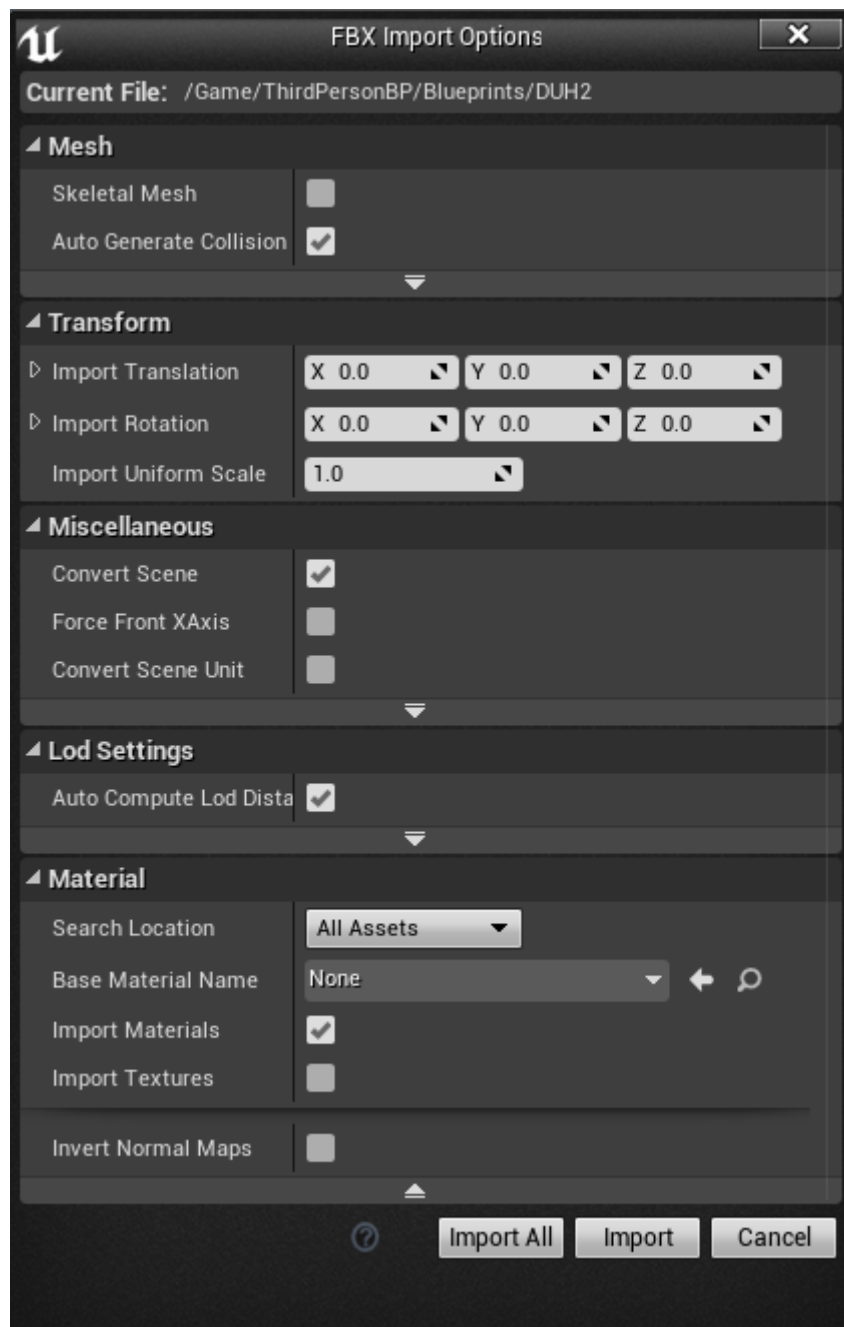 FBX Import Options
Current File: /Game/ThirdPersonBP/Blueprints/DUH2
Mesh
Skeletal Mesh
Auto Generate Collision
Transform
Import Translation X 0.0 Y 0.0 Z 0.0
Import Rotation X 0.0 Y 0.0 Z 0.0
Import Uniform Scale 1.0
Miscellaneous
Convert Scene
Force Front XAxis
Convert Scene Unit
Lod Settings
Auto Compute Lod Dista
Material
Search Location All Assets
Base Material Name None
Import Materials
Import Textures
Invert Normal Maps
Import All Import Cancel